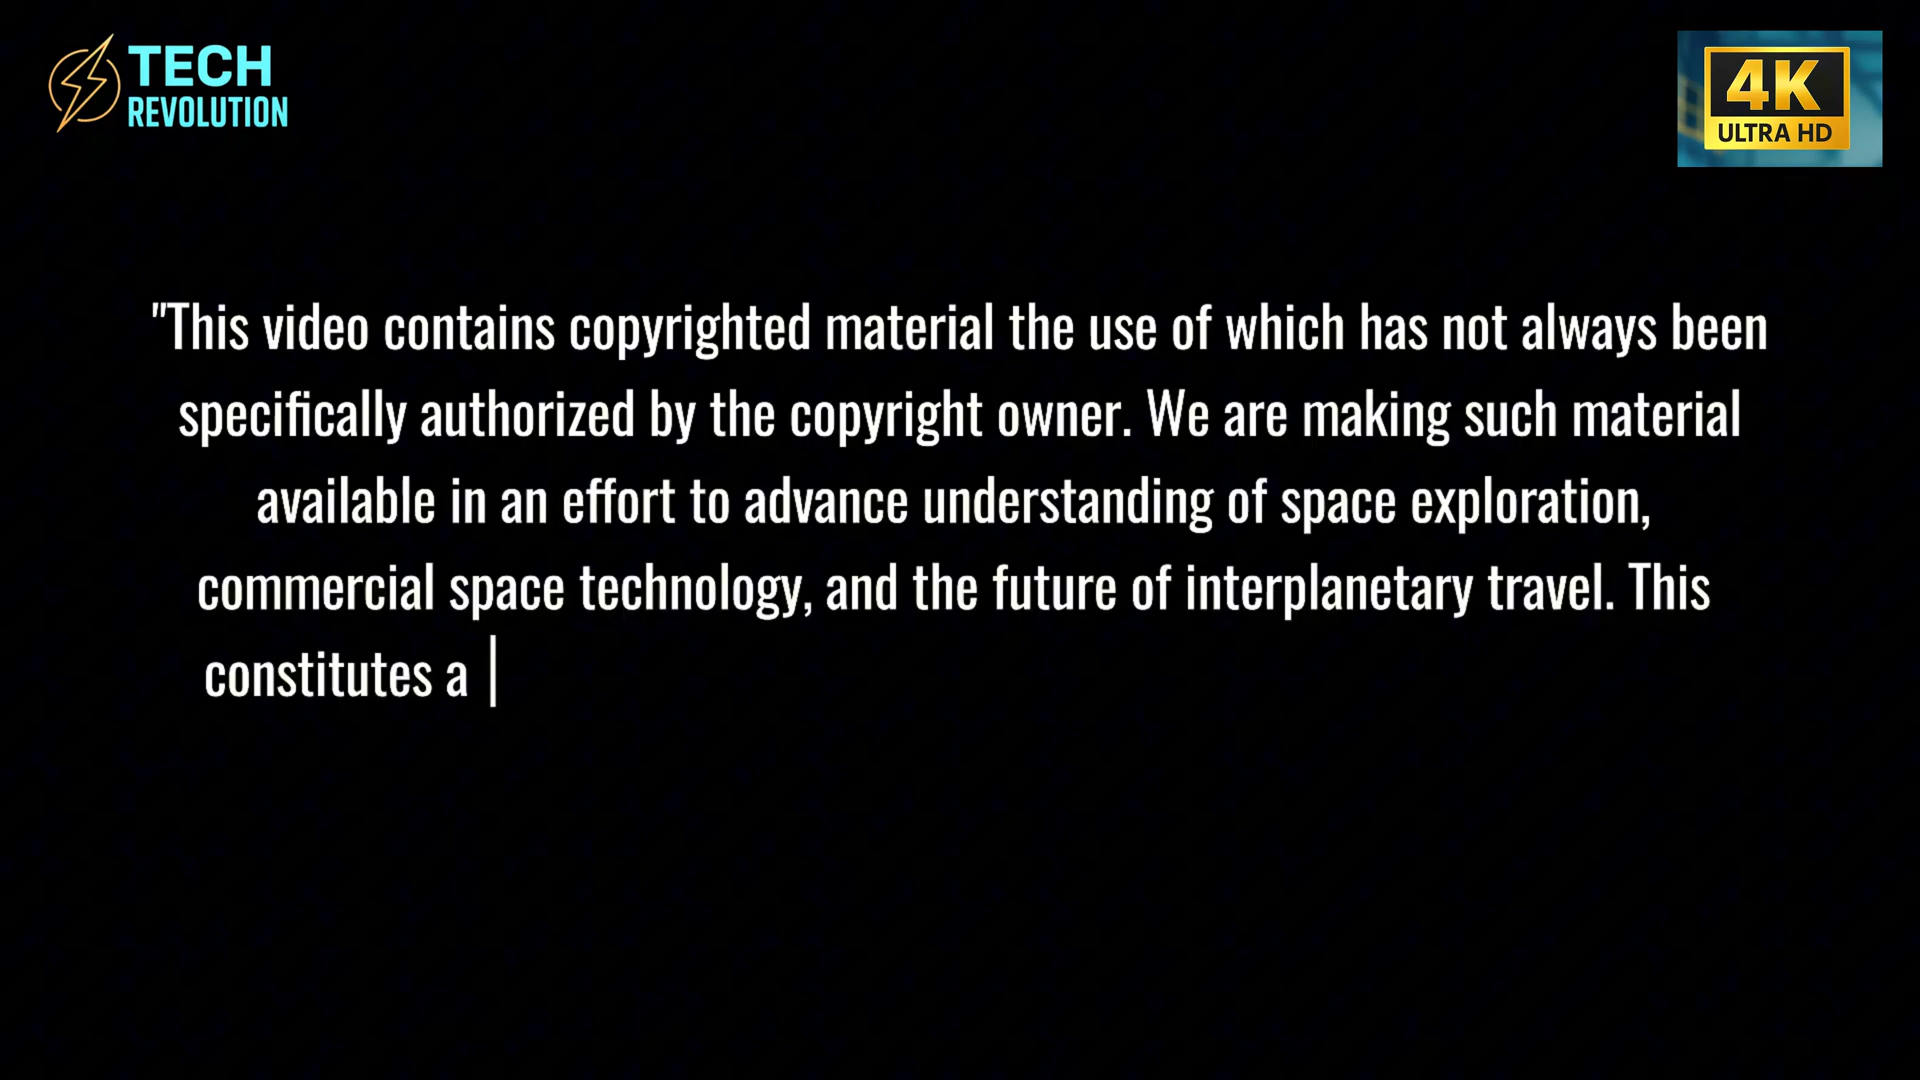 TECH
REVOLUTION
4K
ULTRA HD
"This video contains copyrighted material the use of which has not always been
specifically authorized by the copyright owner. We are making such material
available in an effort to advance understanding of space exploration,
commercial space technology, and the future of interplanetary travel. This
constitutes a